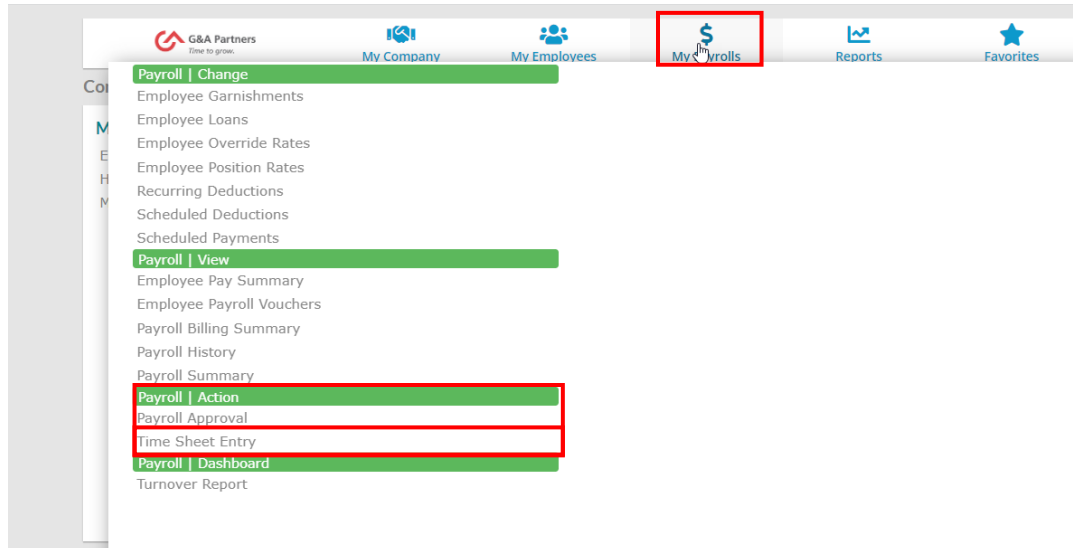 G&A Partners
Time to grow.
My Company
My Employees
My yrolls
Reports
Favorites
Payroll | Change
Employee Garnishments
Employee Loans
Employee Override Rates
Employee Position Rates
Recurring Deductions
Scheduled Deductions
Scheduled Payments
Payroll | View
Employee Pay Summary
Employee Payroll Vouchers
Payroll Billing Summary
Payroll History
Payroll Summary
Payroll | Action
Payroll Approval
Time Sheet Entry
Payroll | Dashboard
Turnover Report